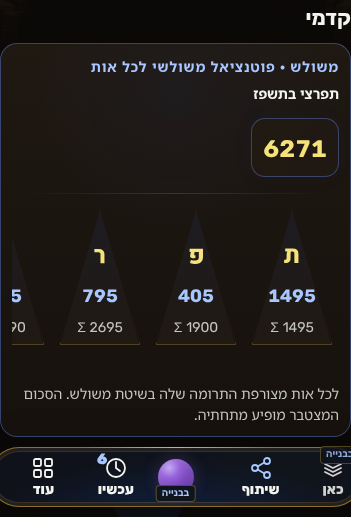 קדמי
משולש • פוטנציאל משולשי לכל אות
תפרצי בתשפז
6271
ת פ ר
1495 405 795 5
Σ 1495 Σ 1900 Σ 2695 90
לכל אות מצורפת התרומה שלה בשיטת משולש. הסכום
המצטבר מופיע מתחתיה.
בבנייה
6
כאן שיתוף בבנייה עכשיו עוד